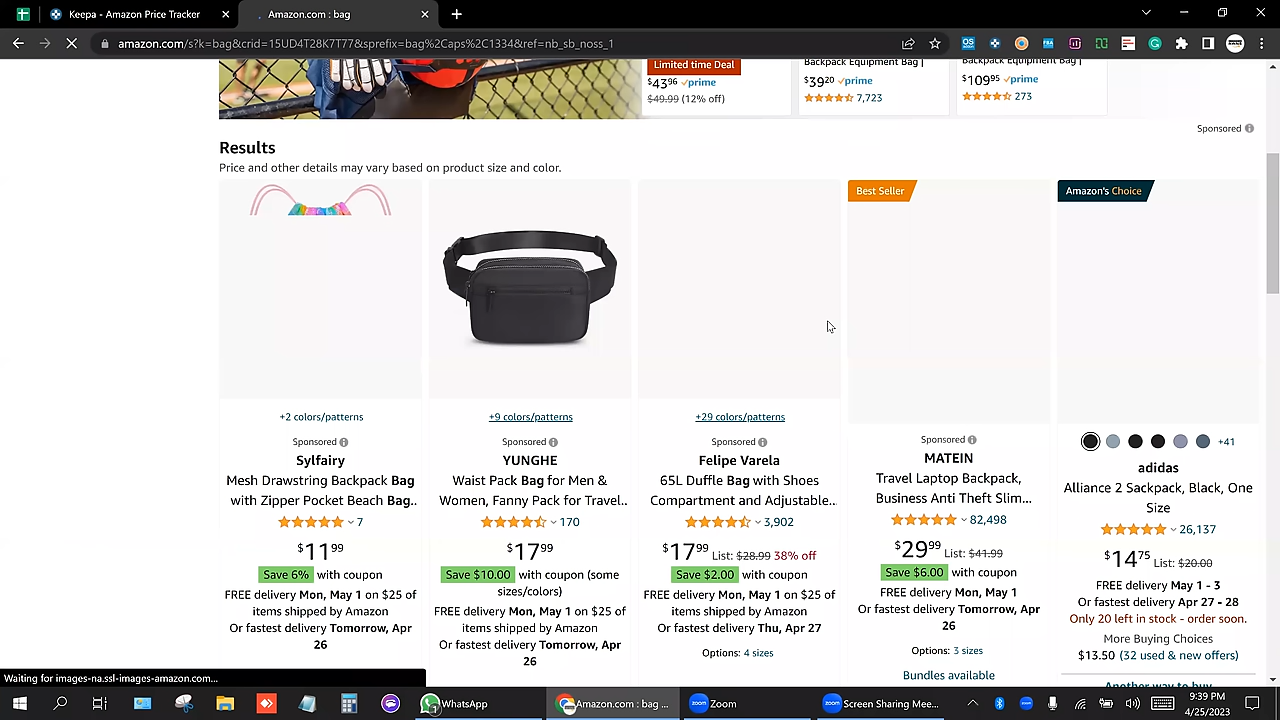 Keepa - Amazon Price Tracker
Amazon.com : bag
amazon.com/s?k=bag&crid=15UD4T28K7T77&sprefix=bag%2Caps%2C1334&ref=nb_sb_noss_1
Limited time Deal
$43.96 prime
$49.99 (12% off)
Backpack Equipment Bag |
$39.20 prime
7,723
Backpack Equipment Bag |
$109.95 prime
273
Sponsored
Results
Price and other details may vary based on product size and color.
+2 colors/patterns
Sponsored
Sylfairy
Mesh Drawstring Backpack Bag
with Zipper Pocket Beach Bag...
7
$11.99
Save 6% with coupon
FREE delivery Mon, May 1 on $25 of
items shipped by Amazon
Or fastest delivery Tomorrow, Apr
26
+9 colors/patterns
Sponsored
YUNGHE
Waist Pack Bag for Men &
Women, Fanny Pack for Travel...
170
$17.99
Save $10.00 with coupon (some
sizes/colors)
FREE delivery Mon, May 1 on $25 of
items shipped by Amazon
Or fastest delivery Tomorrow, Apr
26
+29 colors/patterns
Sponsored
Felipe Varela
65L Duffle Bag with Shoes
Compartment and Adjustable...
3,902
$17.99 List: $28.99 38% off
Save $2.00 with coupon
FREE delivery Mon, May 1 on $25 of
items shipped by Amazon
Or fastest delivery Thu, Apr 27
Options: 4 sizes
Best Seller
Sponsored
MATEIN
Travel Laptop Backpack,
Business Anti Theft Slim...
82,498
$29.99 List: $41.99
Save $6.00 with coupon
FREE delivery Mon, May 1
Or fastest delivery Tomorrow, Apr
26
Options: 3 sizes
Bundles available
Amazon's Choice
+41
adidas
Alliance 2 Sackpack, Black, One
Size
26,137
$14.75 List: $20.00
FREE delivery May 1 - 3
Or fastest delivery Apr 27 - 28
Only 20 left in stock - order soon.
More Buying Choices
$13.50 (32 used & new offers)
Another way to buy
Waiting for images-na.ssl-images-amazon.com...
WhatsApp
Amazon.com : bag ...
zoom
Zoom
zoom
Screen Sharing Mee...
9:39 PM
4/25/2023